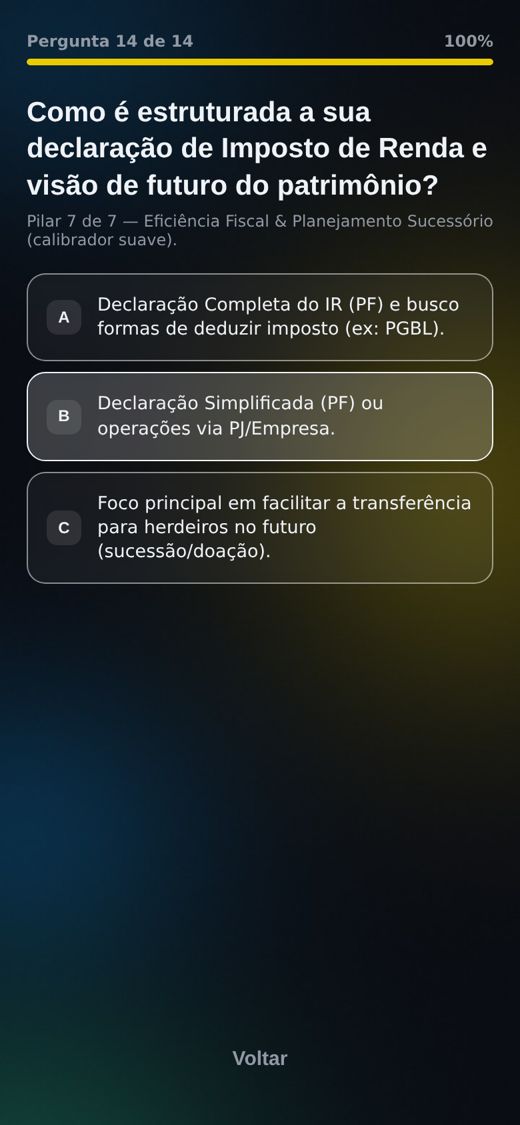 Pergunta 14 de 14
100%
Como é estruturada a sua
declaração de Imposto de Renda e
visão de futuro do patrimônio?
Pilar 7 de 7 — Eficiência Fiscal & Planejamento Sucessório
(calibrador suave).
A
Declaração Completa do IR (PF) e busco
formas de deduzir imposto (ex: PGBL).
B
Declaração Simplificada (PF) ou
operações via PJ/Empresa.
C
Foco principal em facilitar a transferência
para herdeiros no futuro
(sucessão/doação).
Voltar